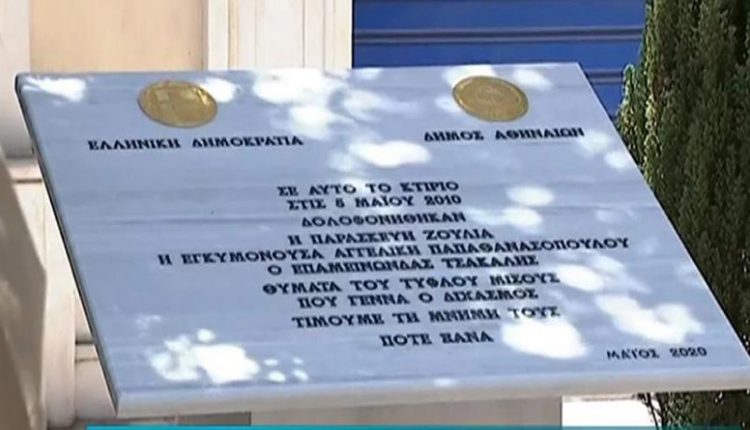 ΕΛΛΗΝΙΚΗ ΔΗΜΟΚΡΑΤΙΑ
ΔΗΜΟΣ ΑΘΗΝΑΙΩΝ
ΣΕ ΑΥΤΟ ΤΟ ΚΤΙΡΙΟ
ΣΤΙΣ 5 ΜΑΪΟΥ 2010
ΔΟΛΟΦΟΝΗΘΗΚΑΝ
Η ΠΑΡΑΣΚΕΥΗ ΖΟΥΛΙΑ
Η ΕΓΚΥΜΟΝΟΥΣΑ ΑΓΓΕΛΙΚΗ ΠΑΠΑΘΑΝΑΣΟΠΟΥΛΟΥ
Ο ΕΠΑΜΕΙΝΩΝΔΑΣ ΤΣΑΚΑΛΗΣ
ΘΥΜΑΤΑ ΤΟΥ ΤΥΦΛΟΥ ΜΙΣΟΥΣ
ΠΟΥ ΓΕΝΝΑ Ο ΔΙΧΑΣΜΟΣ
ΤΙΜΟΥΜΕ ΤΗ ΜΝΗΜΗ ΤΟΥΣ
ΠΟΤΕ ΞΑΝΑ
ΜΑΪΟΣ 2020